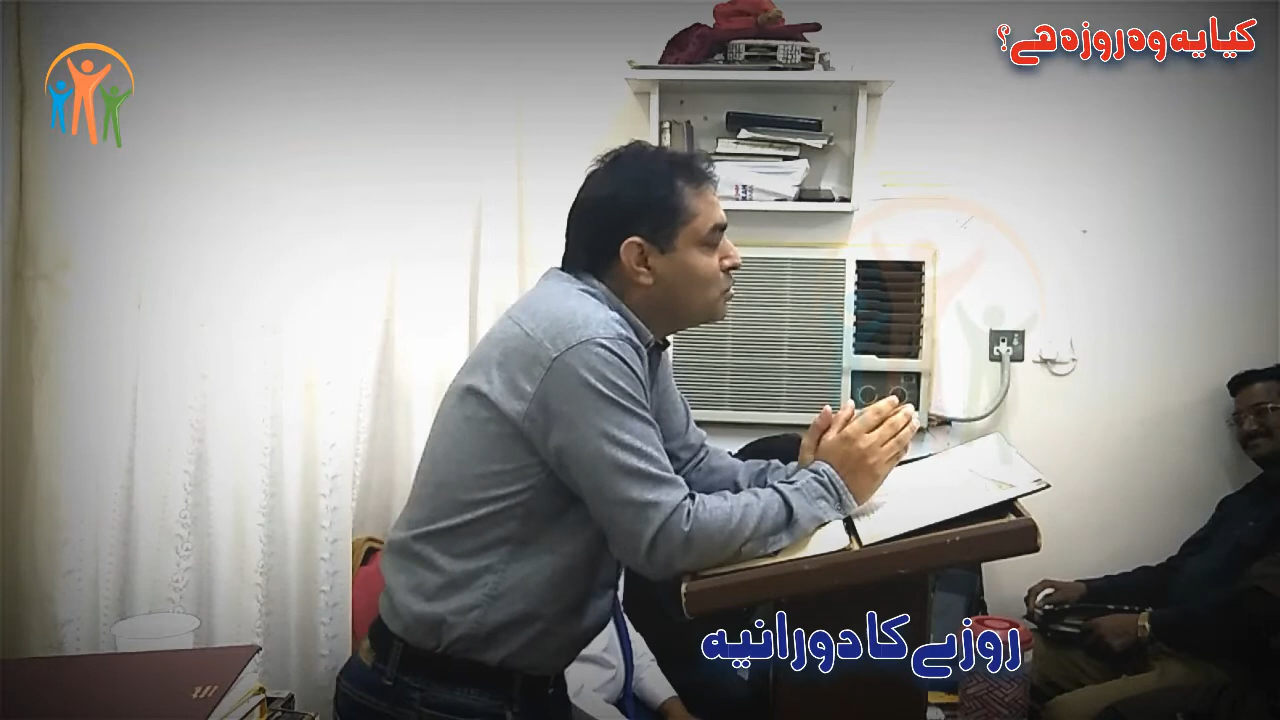 کیا یہ وہ روزہ ہے؟
روزے کا دورانیہ